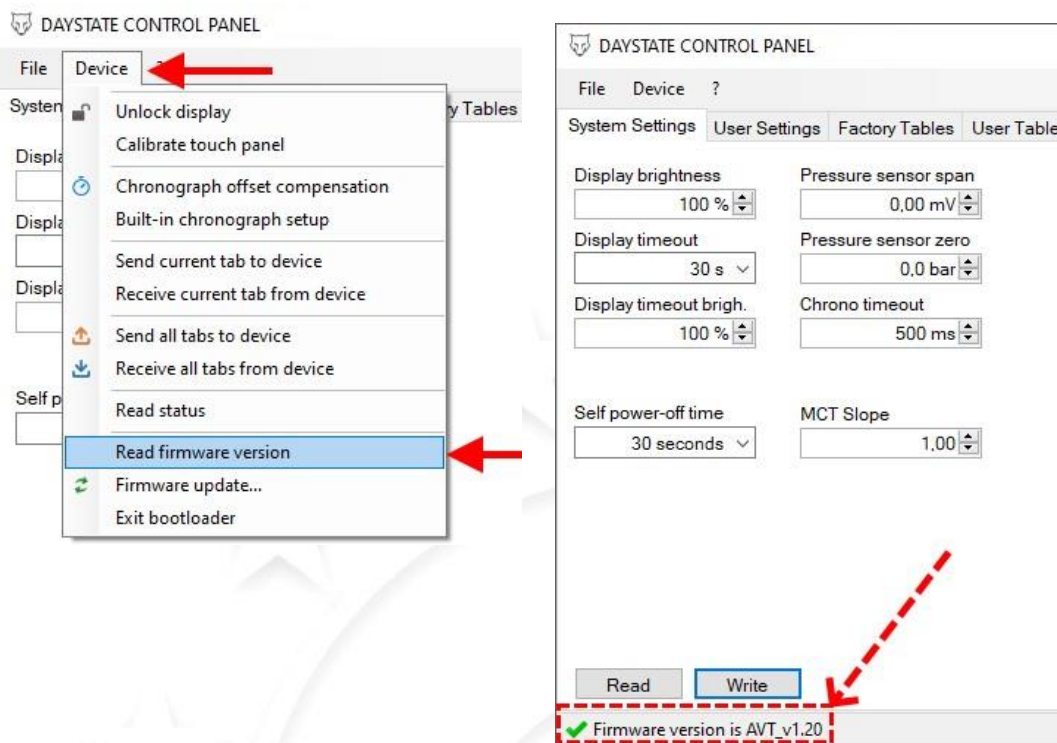 DAYSTATE CONTROL PANEL
File Device
System
y Tables
Unlock display
Calibrate touch panel
Chronograph offset compensation
Built-in chronograph setup
Send current tab to device
Receive current tab from device
Send all tabs to device
Receive all tabs from device
Read status
Read firmware version
Firmware update...
Exit bootloader
Displa
Displa
Displa
Self p
DAYSTATE CONTROL PANEL
File Device ?
System Settings User Settings Factory Tables User Table
Display brightness Pressure sensor span
100 % 0,00 mV
Display timeout Pressure sensor zero
30 s 0,0 bar
Display timeout brigh. Chrono timeout
100 % 500 ms
Self power-off time MCT Slope
30 seconds 1,00
Read Write
Firmware version is AVT_v1.20